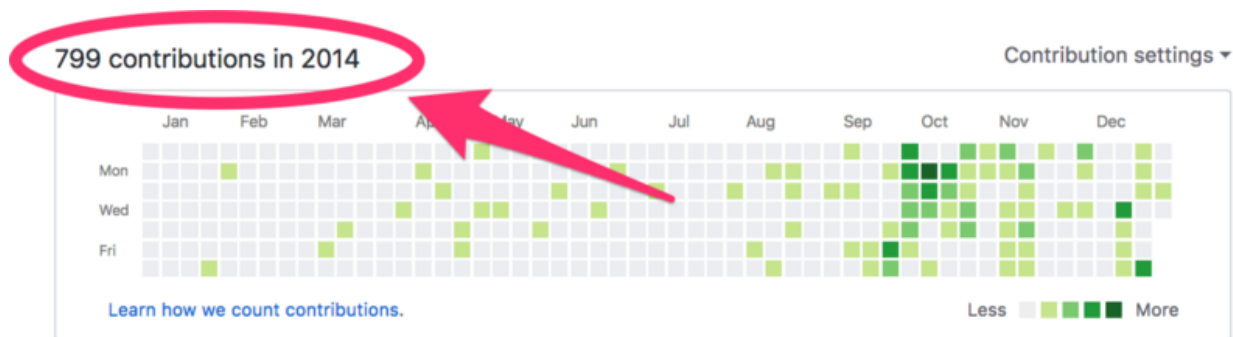 799 contributions in 2014
Contribution settings
Jan Feb Mar May Jun Jul Aug Sep Oct Nov Dec
Mon
Wed
Fri
Learn how we count contributions.
Less More